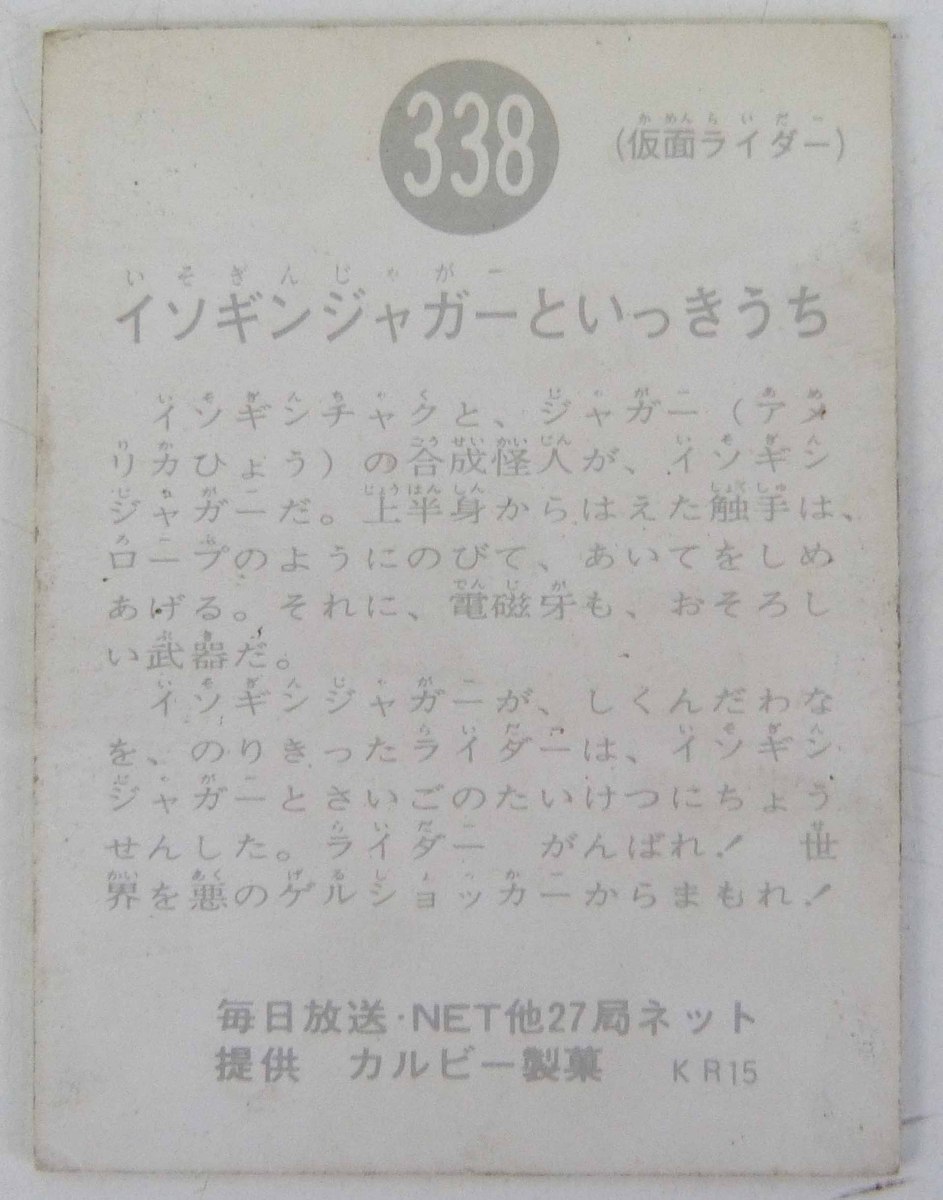 338
(仮面ライダー)
イソギンジャガーといっきうち
イソギンチャクと、ジャガー（アメ
リカひょう）の合成怪人が、イソギン
ジャガーだ。上半身からはえた触手は、
ロープのようにのびて、あいてをしめ
あげる。それに、電磁牙も、おそろし
い武器だ。
イソギンジャガーが、しくんだわな
を、のりきったライダーは、イソギン
ジャガーとさいごのたいけつにちょう
せんした。ライダー　がんばれ！　世
界を悪のゲルショッカーからまもれ！
毎日放送・NET他27局ネット
提供　カルビー製菓　KR15